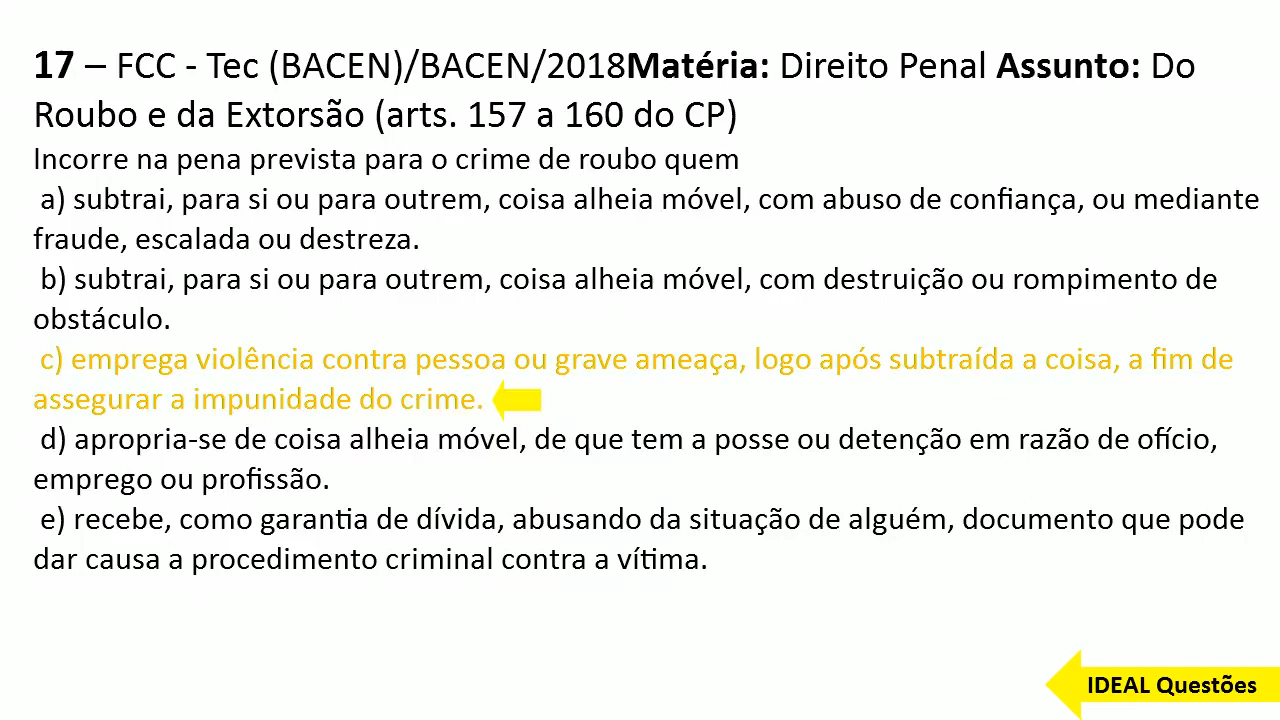 17 – FCC - Tec (BACEN)/BACEN/2018Matéria: Direito Penal Assunto: Do
Roubo e da Extorsão (arts. 157 a 160 do CP)
Incorre na pena prevista para o crime de roubo quem
a) subtrai, para si ou para outrem, coisa alheia móvel, com abuso de confiança, ou mediante
fraude, escalada ou destreza.
b) subtrai, para si ou para outrem, coisa alheia móvel, com destruição ou rompimento de
obstáculo.
c) emprega violência contra pessoa ou grave ameaça, logo após subtraída a coisa, a fim de
assegurar a impunidade do crime.
d) apropria-se de coisa alheia móvel, de que tem a posse ou detenção em razão de ofício,
emprego ou profissão.
e) recebe, como garantia de dívida, abusando da situação de alguém, documento que pode
dar causa a procedimento criminal contra a vítima.
IDEAL Questões